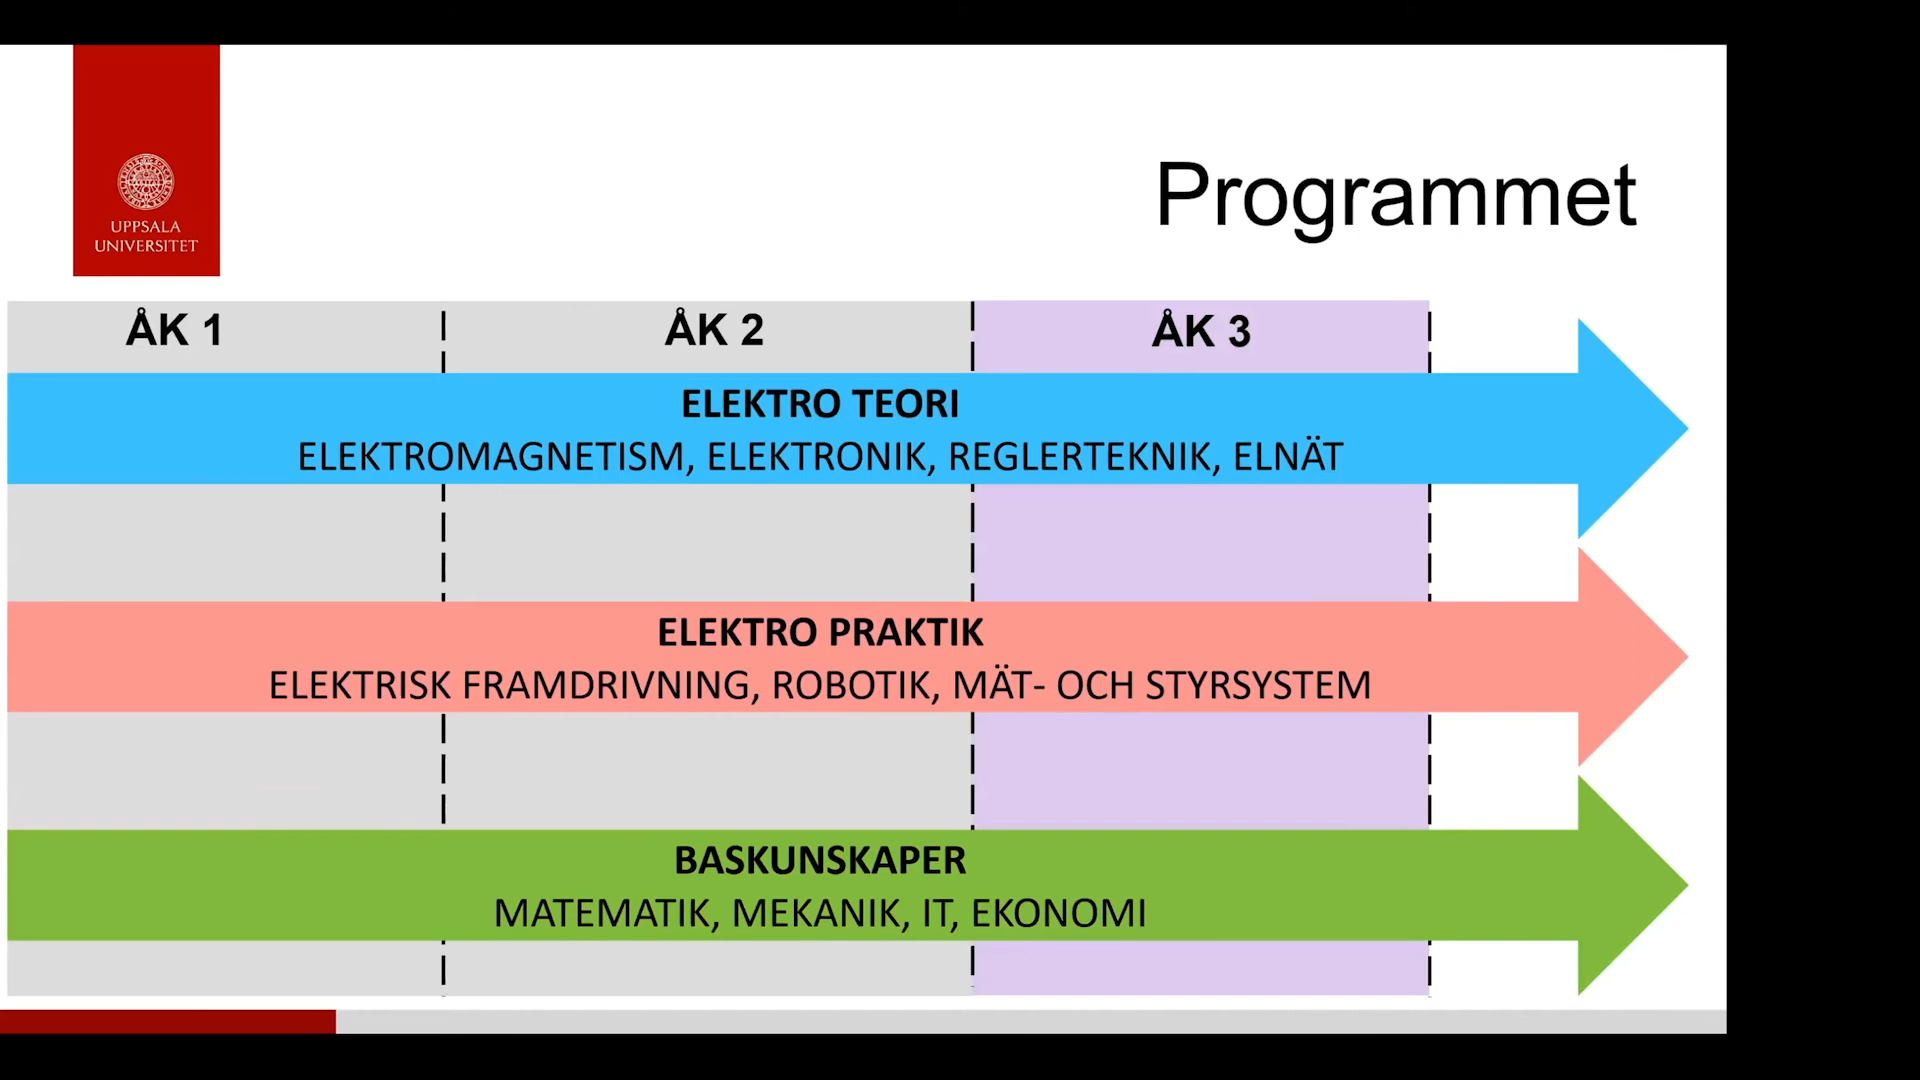 UPPSALA
UNIVERSITET
Programmet
ÅK 1
ÅK 2
ÅK 3
ELEKTRO TEORI
ELEKTROMAGNETISM, ELEKTRONIK, REGLERTEKNIK, ELNÄT
ELEKTRO PRAKTIK
ELEKTRISK FRAMDRIVNING, ROBOTIK, MÄT- OCH STYRSYSTEM
BASKUNSKAPER
MATEMATIK, MEKANIK, IT, EKONOMI